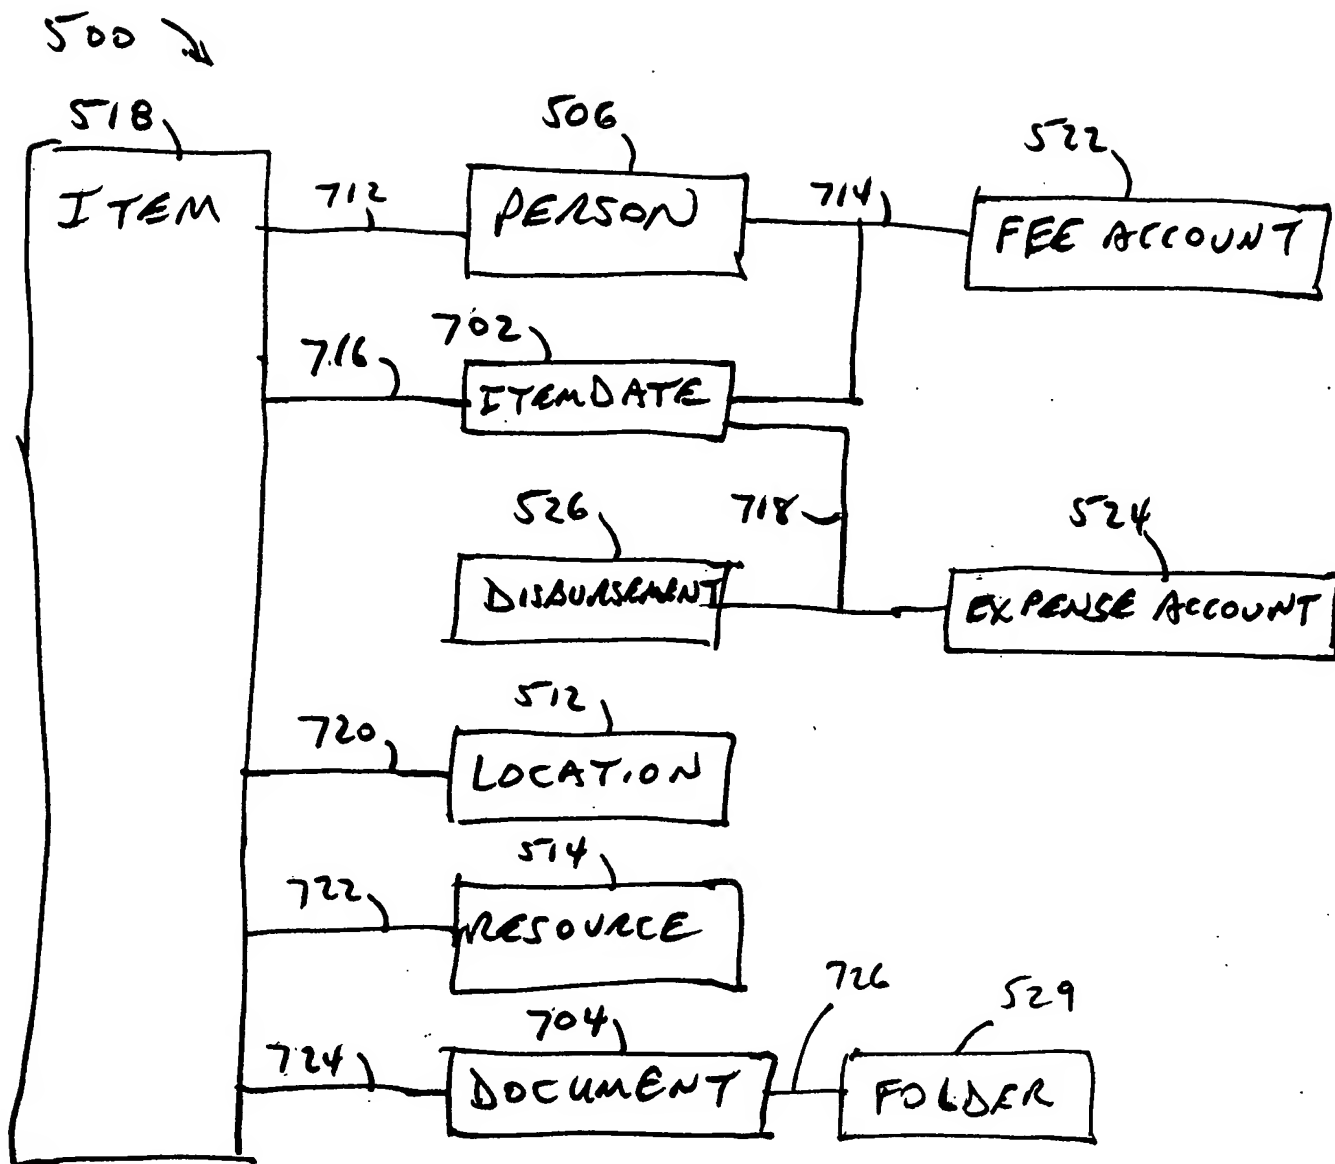 500
518
506
522
ITEM
712
PERSON
714
FEE ACCOUNT
702
716
ITEMDATE
526
718
524
DISBURSEMENT
EXPENSE ACCOUNT
512
720
LOCATION
514
722
RESOURCE
726
529
704
724
DOCUMENT
FOLDER